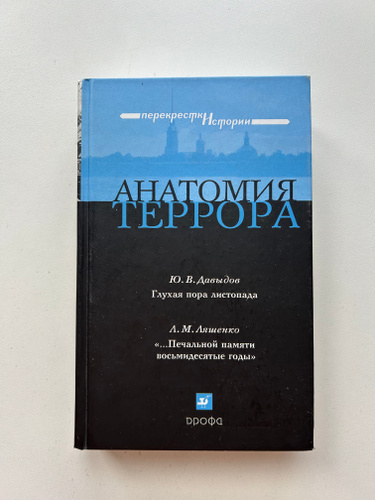 перекрестки Истории
АНАТОМИЯ
ТЕРРОРА
Ю. В. Давыдов
Глухая пора листопада
Л. М. Ляшенко
«...Печальной памяти
восьмидесятые годы»
дрофа